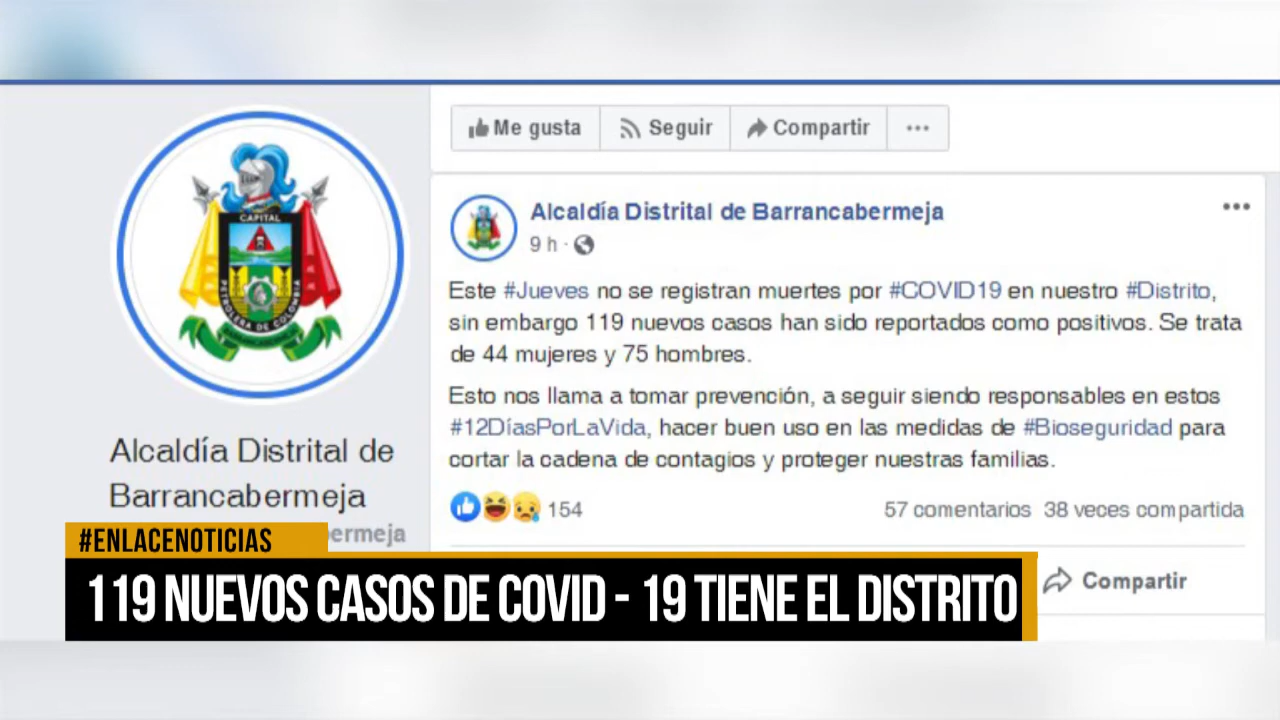 Me gusta
Seguir
Compartir
Alcaldía Distrital de Barrancabermeja
9 h ·
Este #Jueves no se registran muertes por #COVID19 en nuestro #Distrito,
sin embargo 119 nuevos casos han sido reportados como positivos. Se trata
de 44 mujeres y 75 hombres.
Esto nos llama a tomar prevención, a seguir siendo responsables en estos
#12DíasPorLaVida, hacer buen uso en las medidas de #Bioseguridad para
cortar la cadena de contagios y proteger nuestras familias.
154
57 comentarios 38 veces compartida
Compartir
CAPITAL
PETROLERA DE COLOMBIA
Alcaldía Distrital de
Barrancabermeja
ermeja
#ENLACENOTICIAS
119 NUEVOS CASOS DE COVID - 19 TIENE EL DISTRITO